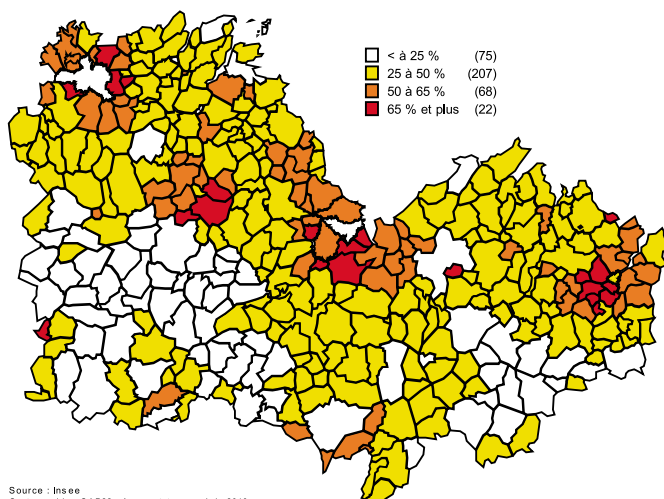 < à 25 % (75)
25 à 50 % (207)
50 à 65 % (68)
65 % et plus (22)
Source : Insee